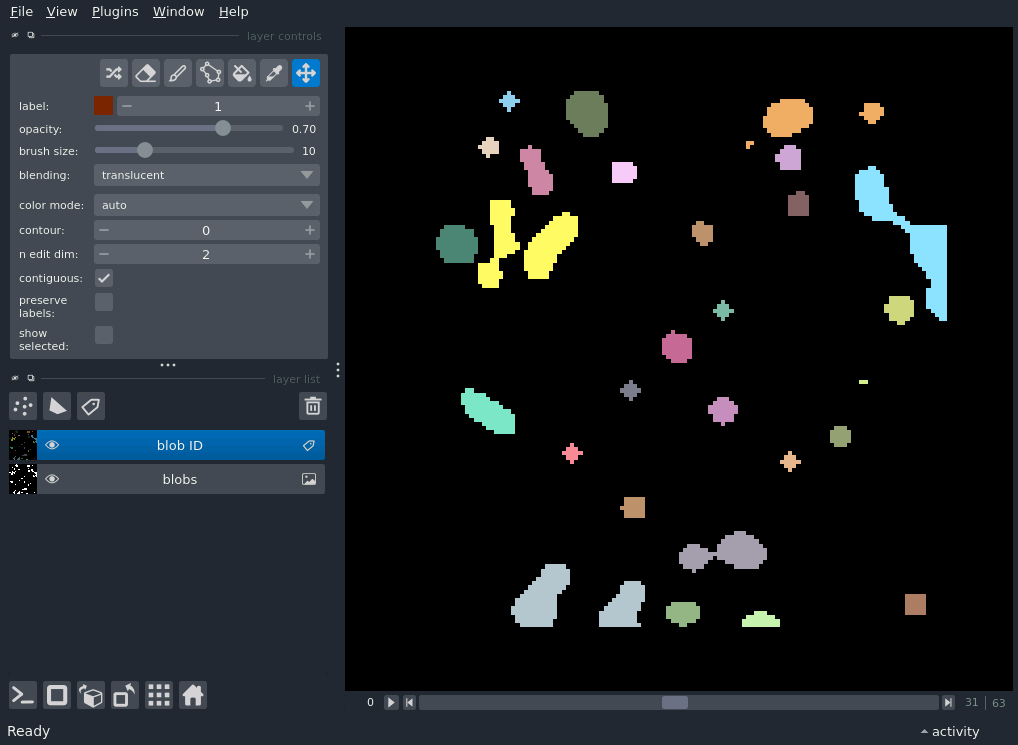 File View Plugins Window Help
layer controls
label: 1
opacity: 0.70
brush size: 10
blending: translucent
color mode: auto
contour: 0
n edit dim: 2
contiguous:
preserve
labels:
show
selected:
layer list
blob ID
blobs
0 31 | 63
Ready activity